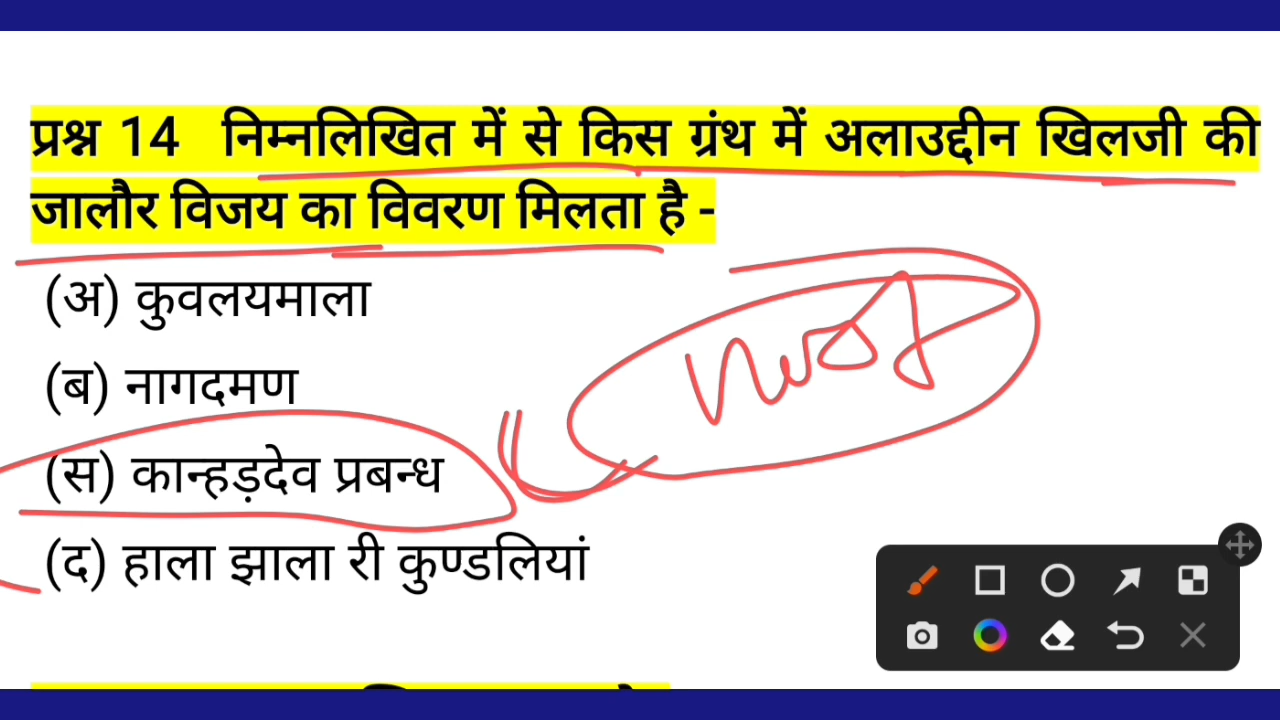 प्रश्न 14 निम्नलिखित में से किस ग्रंथ में अलाउद्दीन खिलजी की
जालौर विजय का विवरण मिलता है -
(अ) कुवलयमाला
(ब) नागदमण
(स) कान्हड़देव प्रबन्ध
(द) हाला झाला री कुण्डलियां